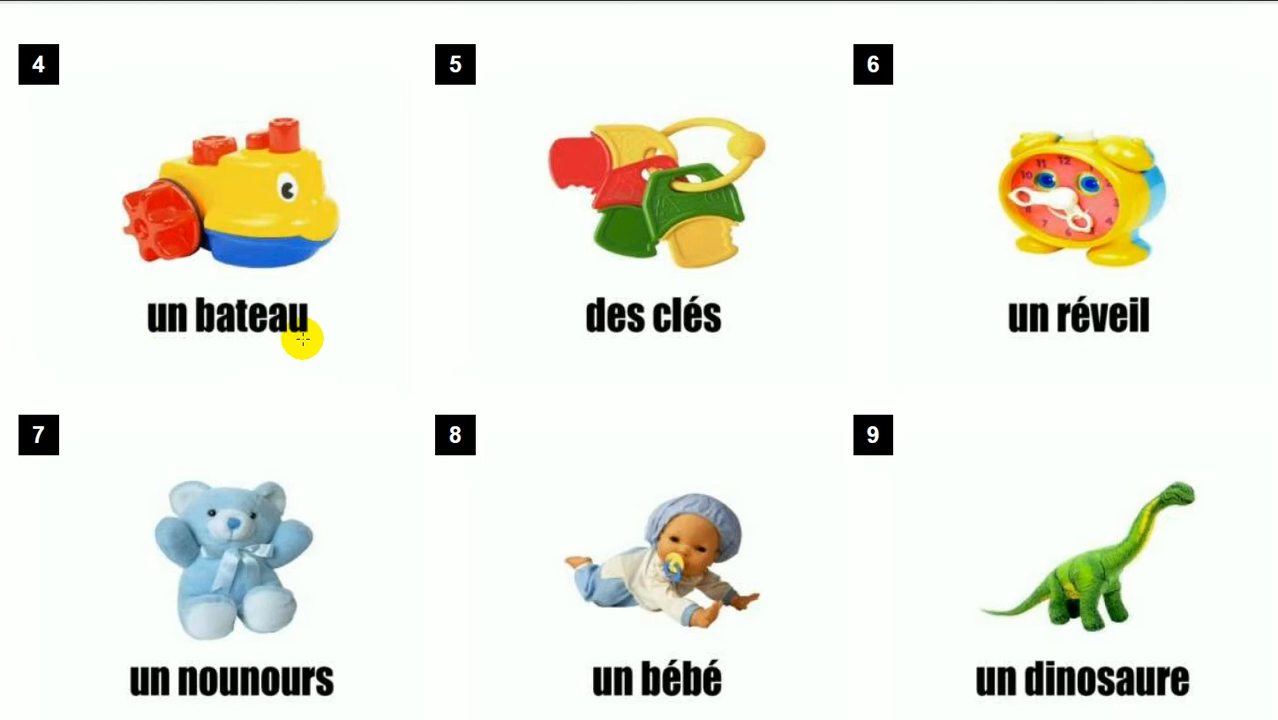 4
5
6
un bateau
des clés
un réveil
7
8
9
un nounours
un bébé
un dinosaure